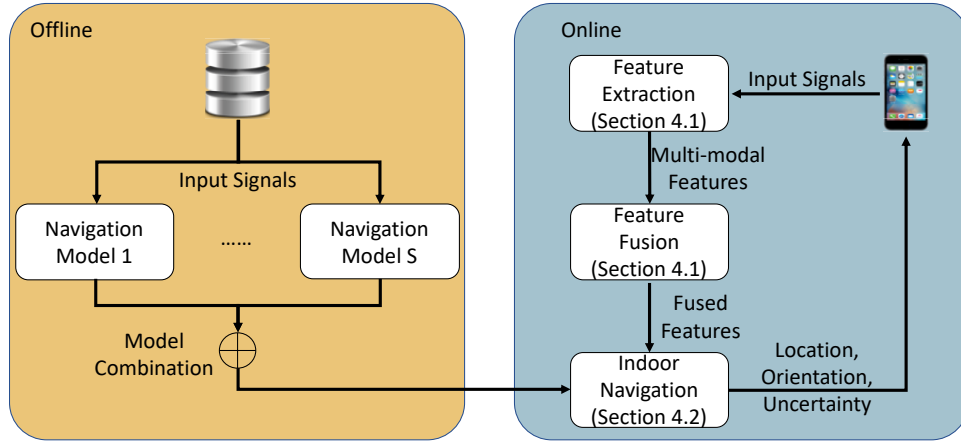 Offline
Input Signals
Navigation
Model 1
......
Navigation
Model S
Model
Combination
Online
Feature
Extraction
(Section 4.1)
Input Signals
Multi-modal
Features
Feature
Fusion
(Section 4.1)
Fused
Features
Indoor
Navigation
(Section 4.2)
Location,
Orientation,
Uncertainty